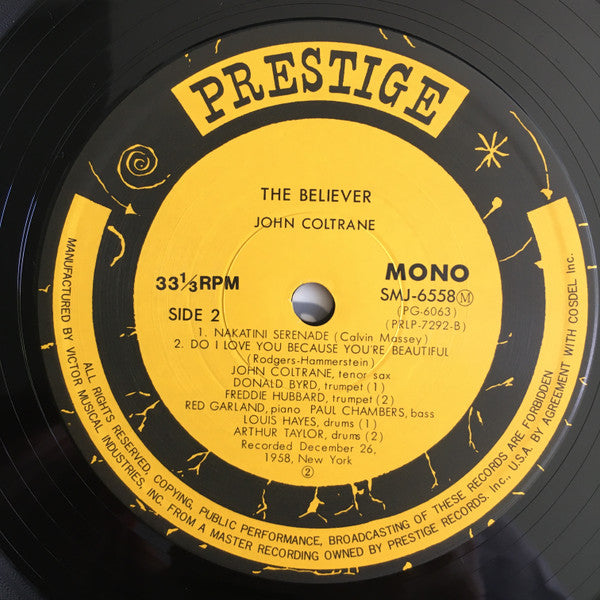 PRESTIGE
THE BELIEVER
JOHN COLTRANE
33⅓RPM
MONO
SMJ-6558Ⓜ
SIDE 2
(PG-6063)
(PRLP-7292-B)
1. NAKATINI SERENADE (Calvin Massey)
2. DO I LOVE YOU BECAUSE YOU'RE BEAUTIFUL
(Rodgers-Hammerstein)
JOHN COLTRANE, tenor sax
DONALD BYRD, trumpet (1)
FREDDIE HUBBARD, trumpet (2)
RED GARLAND, piano PAUL CHAMBERS, bass
LOUIS HAYES, drums (1)
ARTHUR TAYLOR, drums (2)
Recorded December 26,
1958, New York
②
MANUFACTURED BY VICTOR MUSICAL INDUSTRIES, INC. FROM A MASTER RECORDING OWNED BY PRESTIGE RECORDS. Inc., U.S.A. BY AGREEMENT WITH COSDEL Inc.
ALL RIGHTS RESERVED, COPYING, PUBLIC PERFORMANCE, BROADCASTING OF THESE RECORDS ARE FORBIDDEN